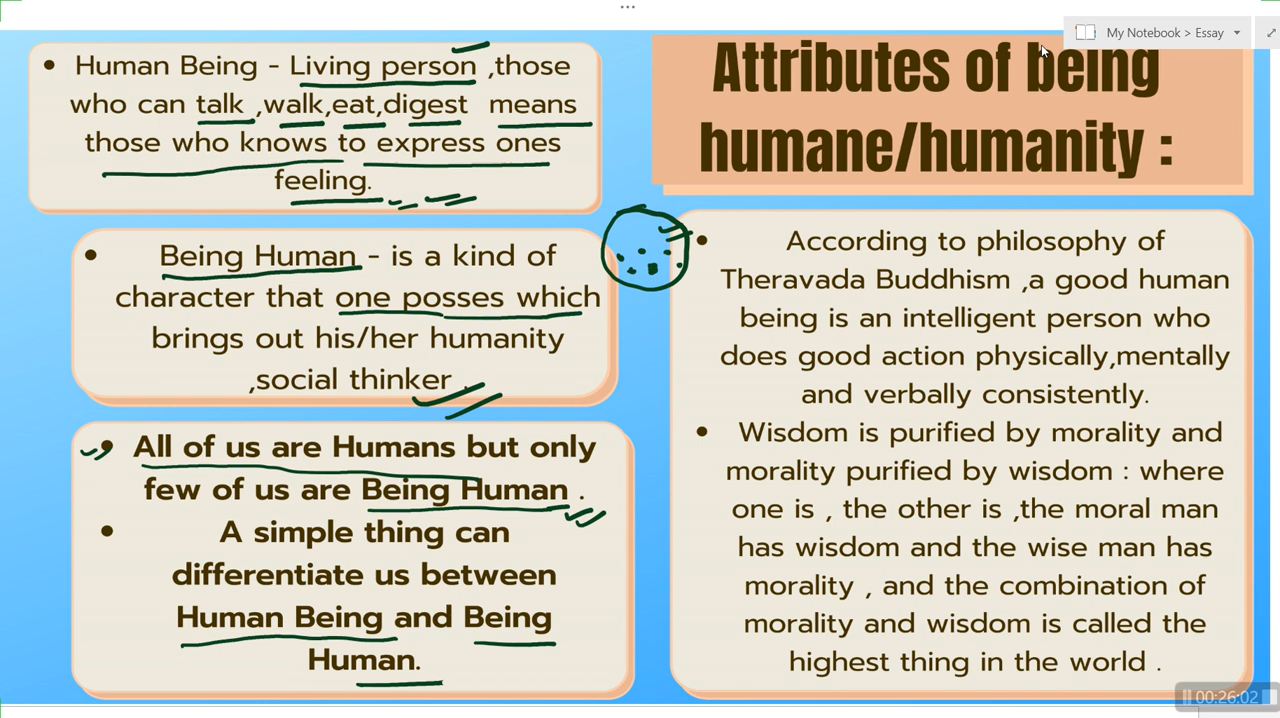 My Notebook > Essay
• Human Being - Living person ,those
who can talk ,walk,eat,digest means
those who knows to express ones
feeling.
• Being Human - is a kind of
character that one posses which
brings out his/her humanity
,social thinker .
• All of us are Humans but only
few of us are Being Human .
• A simple thing can
differentiate us between
Human Being and Being
Human.
Attributes of being
humane/humanity :
• According to philosophy of
Theravada Buddhism ,a good human
being is an intelligent person who
does good action physically,mentally
and verbally consistently.
• Wisdom is purified by morality and
morality purified by wisdom : where
one is , the other is ,the moral man
has wisdom and the wise man has
morality , and the combination of
morality and wisdom is called the
highest thing in the world .
00:26:02